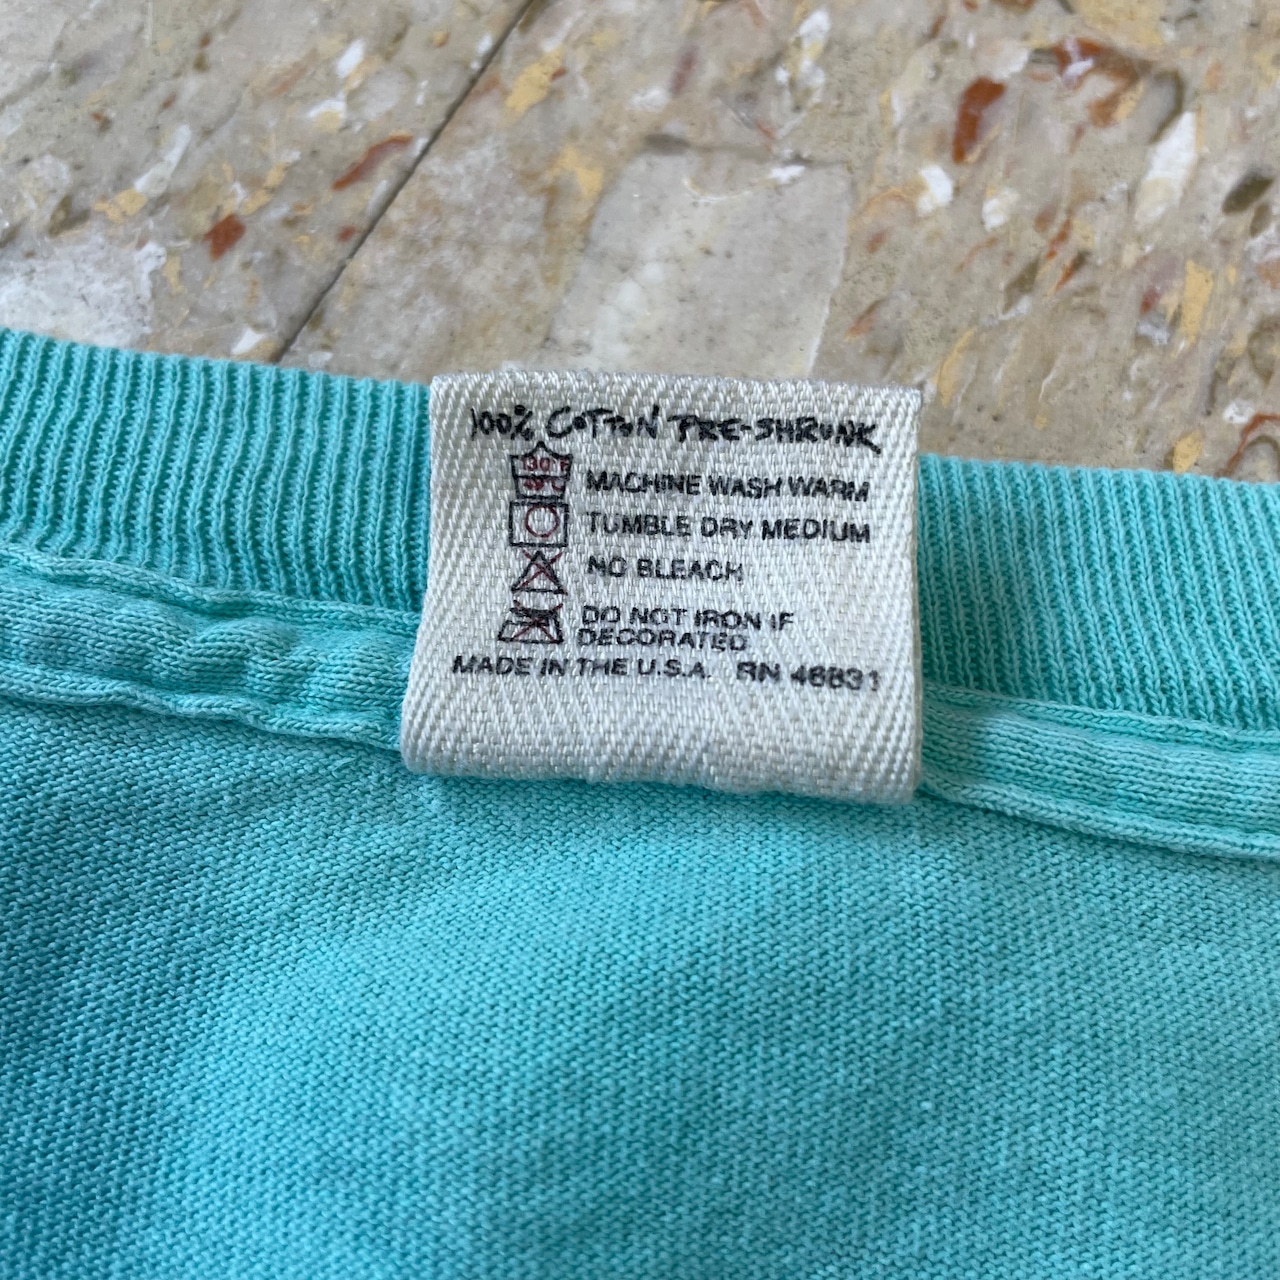 100% COTTON PRE-SHRUNK
MACHINE WASH WARM
TUMBLE DRY MEDIUM
NO BLEACH
DO NOT IRON IF
DECORATED
MADE IN THE U.S.A. RN 46831